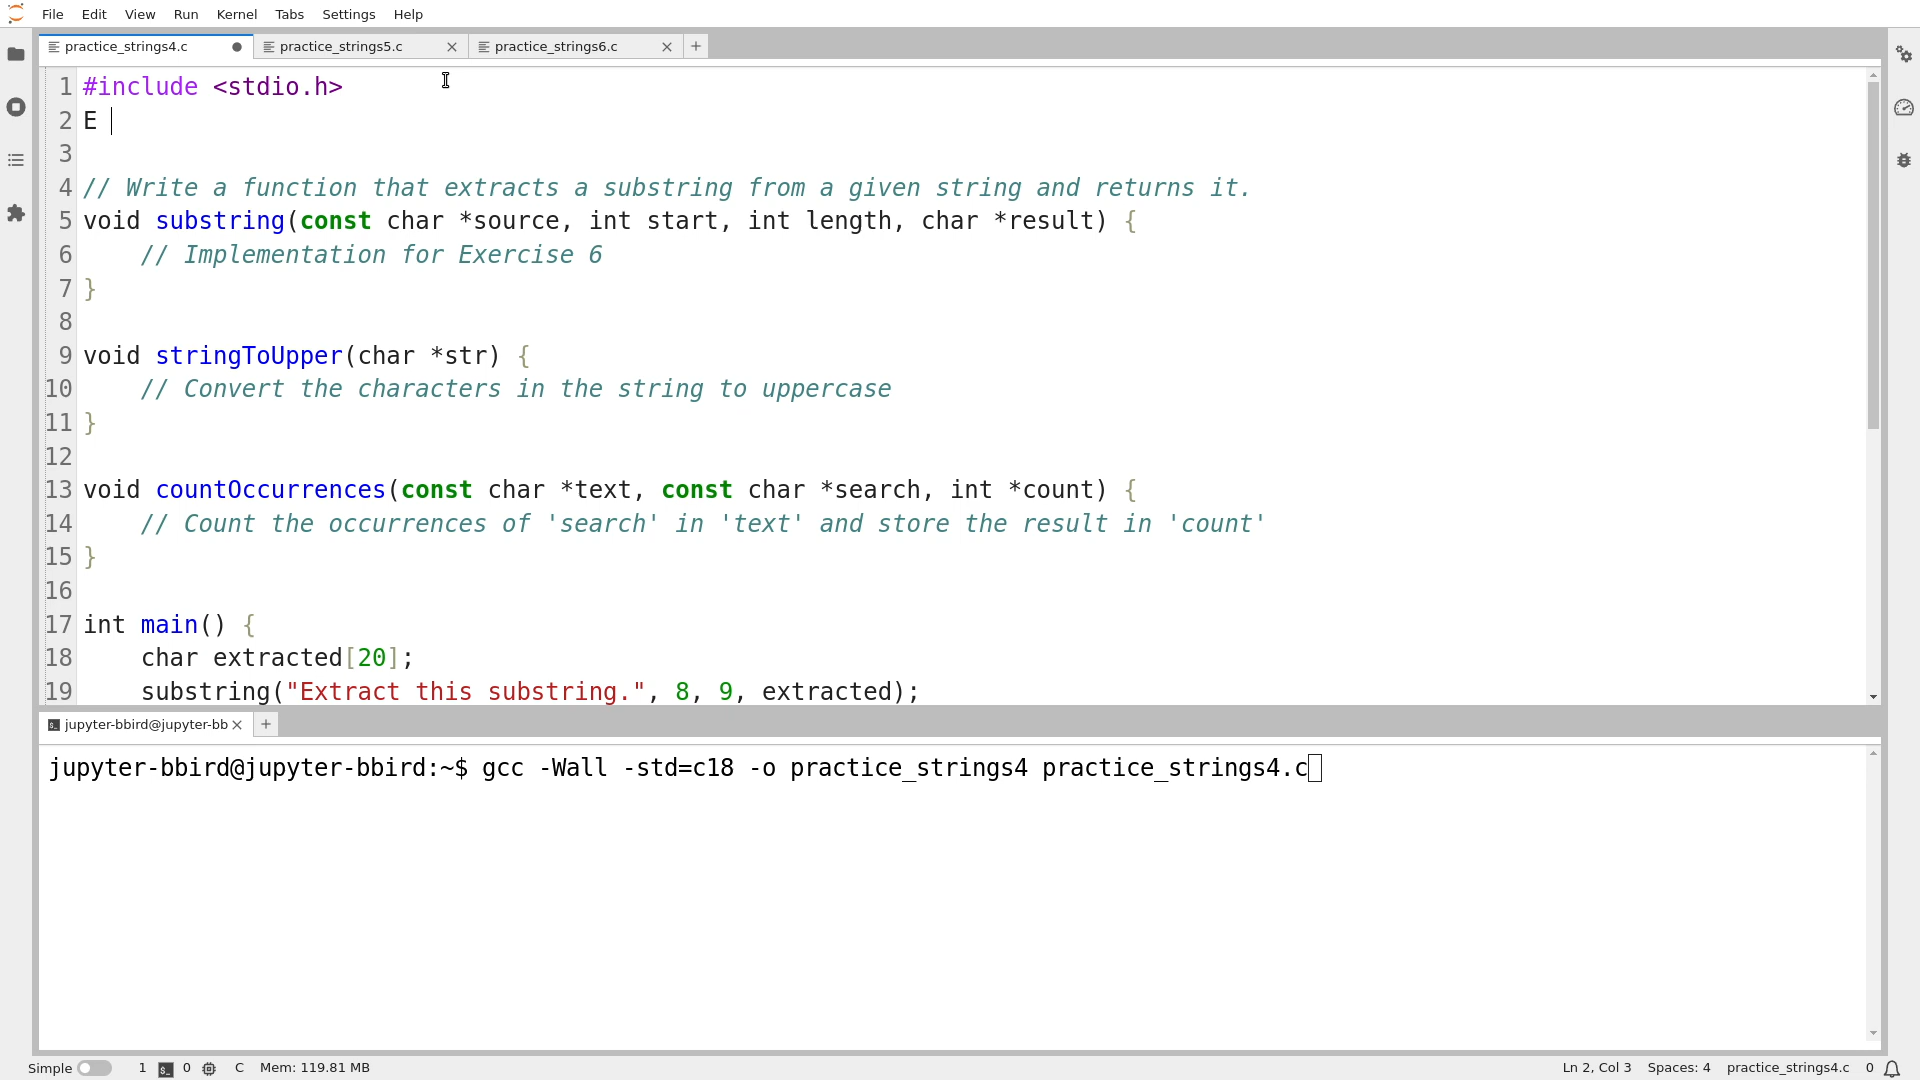 File Edit View Run Kernel Tabs Settings Help
practice_strings4.c practice_strings5.c practice_strings6.c
1 #include <stdio.h>
2 E
3
4 // Write a function that extracts a substring from a given string and returns it.
5 void substring(const char *source, int start, int length, char *result) {
6     // Implementation for Exercise 6
7 }
8
9 void stringToUpper(char *str) {
10     // Convert the characters in the string to uppercase
11 }
12
13 void countOccurrences(const char *text, const char *search, int *count) {
14     // Count the occurrences of 'search' in 'text' and store the result in 'count'
15 }
16
17 int main() {
18     char extracted[20];
19     substring("Extract this substring.", 8, 9, extracted);
jupyter-bbird@jupyter-bb
jupyter-bbird@jupyter-bbird:~$ gcc -Wall -std=c18 -o practice_strings4 practice_strings4.c
Simple 1 0 C Mem: 119.81 MB Ln 2, Col 3 Spaces: 4 practice_strings4.c 0